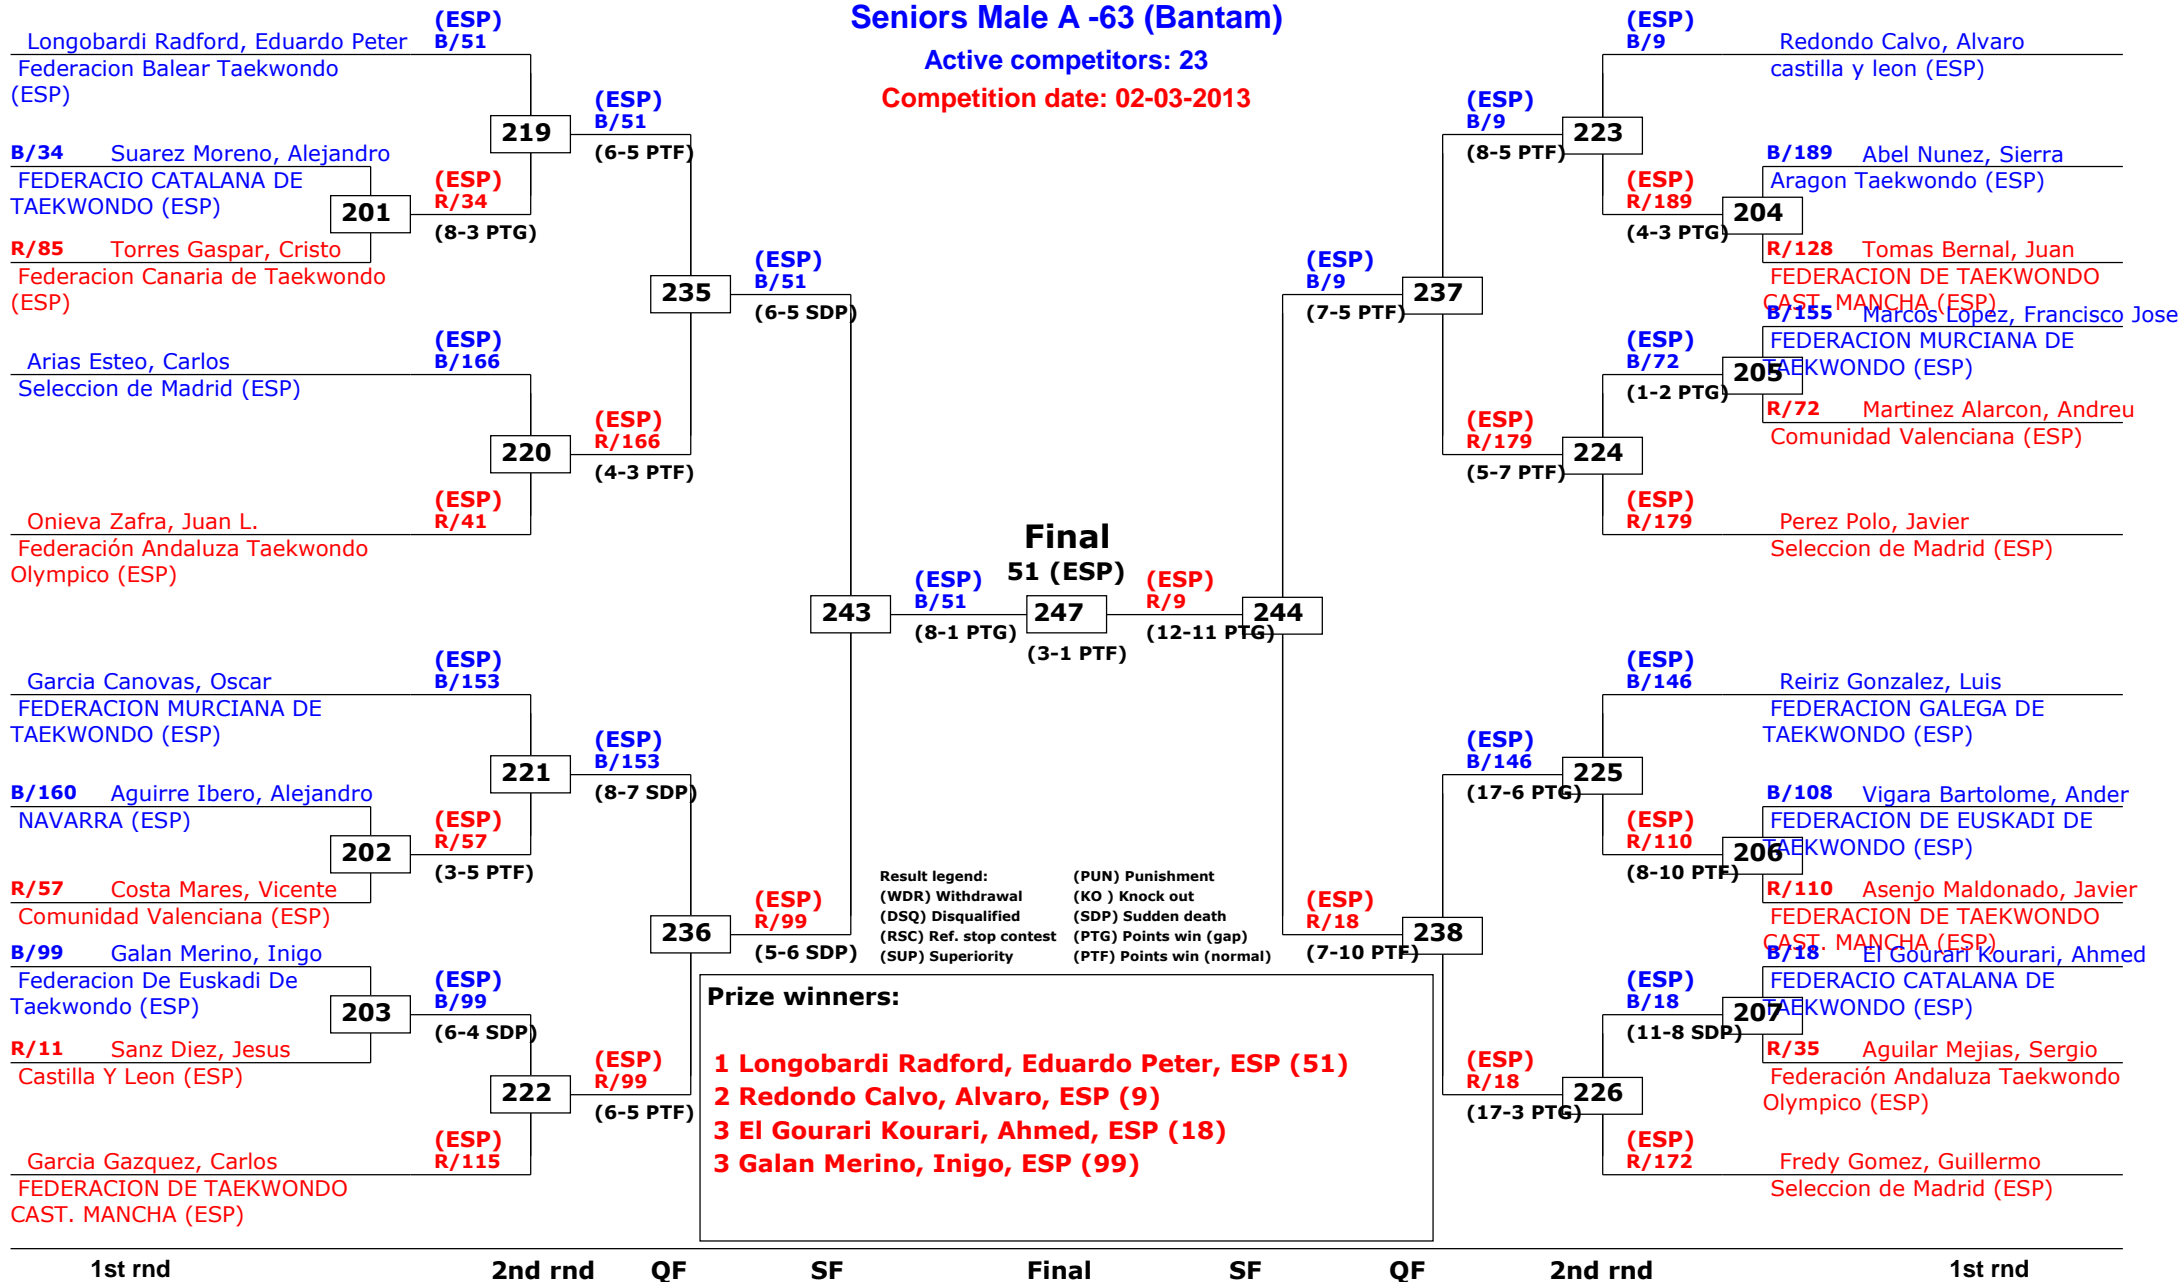 Seniors Male A -63 (Bantam)
Active competitors: 23
Competition date: 02-03-2013
Longobardi Radford, Eduardo Peter
(ESP)
B/51
Federacion Balear Taekwondo
(ESP)
219
(ESP)
B/51
(6-5 PTF)
B/34 Suarez Moreno, Alejandro
FEDERACIO CATALANA DE
TAEKWONDO (ESP)
201
(ESP)
R/34
(8-3 PTG)
R/85 Torres Gaspar, Cristo
Federacion Canaria de Taekwondo
(ESP)
235
(ESP)
B/51
(6-5 SDP)
Arias Esteo, Carlos
(ESP)
B/166
Seleccion de Madrid (ESP)
220
(ESP)
R/166
(4-3 PTF)
Onieva Zafra, Juan L.
(ESP)
R/41
Federación Andaluza Taekwondo
Olympico (ESP)
243
(ESP)
B/51
(8-1 PTG)
Garcia Canovas, Oscar
(ESP)
B/153
FEDERACION MURCIANA DE
TAEKWONDO (ESP)
221
(ESP)
B/153
(8-7 SDP)
B/160 Aguirre Ibero, Alejandro
NAVARRA (ESP)
202
(ESP)
R/57
(3-5 PTF)
R/57 Costa Mares, Vicente
Comunidad Valenciana (ESP)
236
(ESP)
R/99
(5-6 SDP)
B/99 Galan Merino, Inigo
Federacion De Euskadi De
Taekwondo (ESP)
203
(ESP)
B/99
(6-4 SDP)
R/11 Sanz Diez, Jesus
Castilla Y Leon (ESP)
222
(ESP)
R/99
(6-5 PTF)
Garcia Gazquez, Carlos
(ESP)
R/115
FEDERACION DE TAEKWONDO
CAST. MANCHA (ESP)
Final
51 (ESP)
247
(3-1 PTF)
(ESP)
R/9
(12-11 PTG)
244
(ESP)
B/9
Redondo Calvo, Alvaro
castilla y leon (ESP)
(ESP)
B/9
(8-5 PTF)
223
B/189 Abel Nunez, Sierra
Aragon Taekwondo (ESP)
(ESP)
R/189
(4-3 PTG)
204
R/128 Tomas Bernal, Juan
FEDERACION DE TAEKWONDO
CAST. MANCHA (ESP)
(ESP)
B/9
(7-5 PTF)
237
B/155 Marcos Lopez, Francisco Jose
FEDERACION MURCIANA DE
TAEKWONDO (ESP)
(ESP)
B/72
(1-2 PTG)
205
R/72 Martinez Alarcon, Andreu
Comunidad Valenciana (ESP)
(ESP)
R/179
(5-7 PTF)
224
(ESP)
R/179
Perez Polo, Javier
Seleccion de Madrid (ESP)
(ESP)
B/146
Reiriz Gonzalez, Luis
FEDERACION GALEGA DE
TAEKWONDO (ESP)
(ESP)
B/146
(17-6 PTG)
225
B/108 Vigara Bartolome, Ander
FEDERACION DE EUSKADI DE
TAEKWONDO (ESP)
(ESP)
R/110
(8-10 PTF)
206
R/110 Asenjo Maldonado, Javier
FEDERACION DE TAEKWONDO
CAST. MANCHA (ESP)
(ESP)
R/18
(7-10 PTF)
238
B/18 El Gourari Kourari, Ahmed
FEDERACIO CATALANA DE
TAEKWONDO (ESP)
(ESP)
B/18
(11-8 SDP)
207
R/35 Aguilar Mejias, Sergio
Federación Andaluza Taekwondo
Olympico (ESP)
(ESP)
R/18
(17-3 PTG)
226
(ESP)
R/172
Fredy Gomez, Guillermo
Seleccion de Madrid (ESP)
Result legend:
(WDR) Withdrawal
(DSQ) Disqualified
(RSC) Ref. stop contest
(SUP) Superiority
(PUN) Punishment
(KO ) Knock out
(SDP) Sudden death
(PTG) Points win (gap)
(PTF) Points win (normal)
Prize winners:
1 Longobardi Radford, Eduardo Peter, ESP (51)
2 Redondo Calvo, Alvaro, ESP (9)
3 El Gourari Kourari, Ahmed, ESP (18)
3 Galan Merino, Inigo, ESP (99)
1st rnd 2nd rnd QF SF Final SF QF 2nd rnd 1st rnd